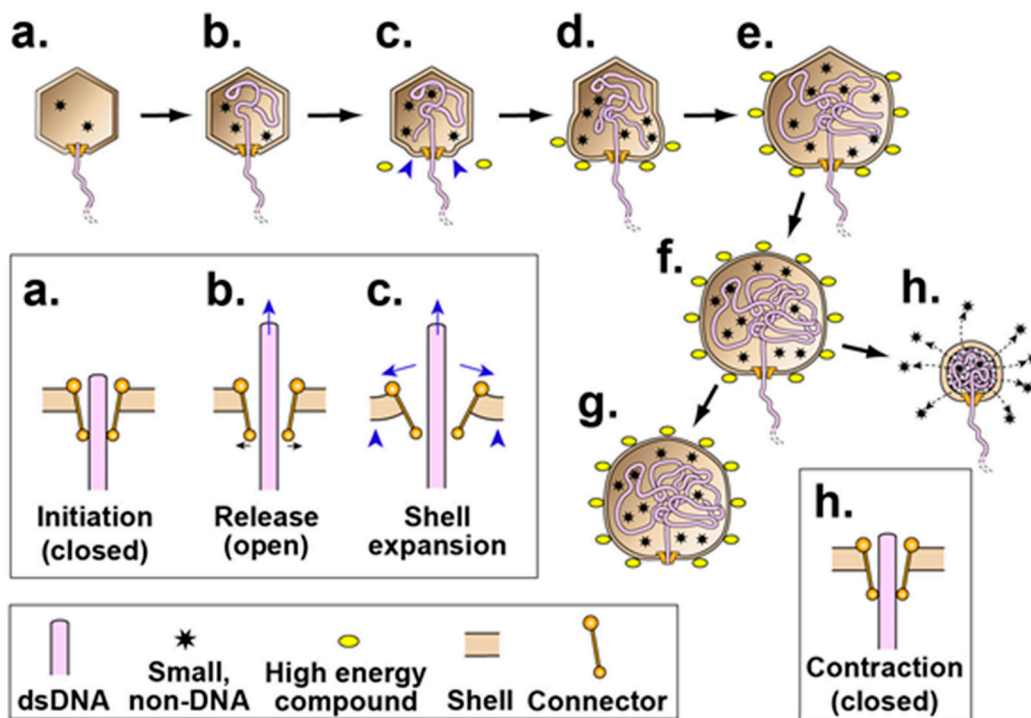 a. b. c. d. e.
f. h.
g.
a. b. c.
Initiation Release Shell
(closed) (open) expansion
h.
Contraction
(closed)
dsDNA Small, High energy Shell Connector
non-DNA compound